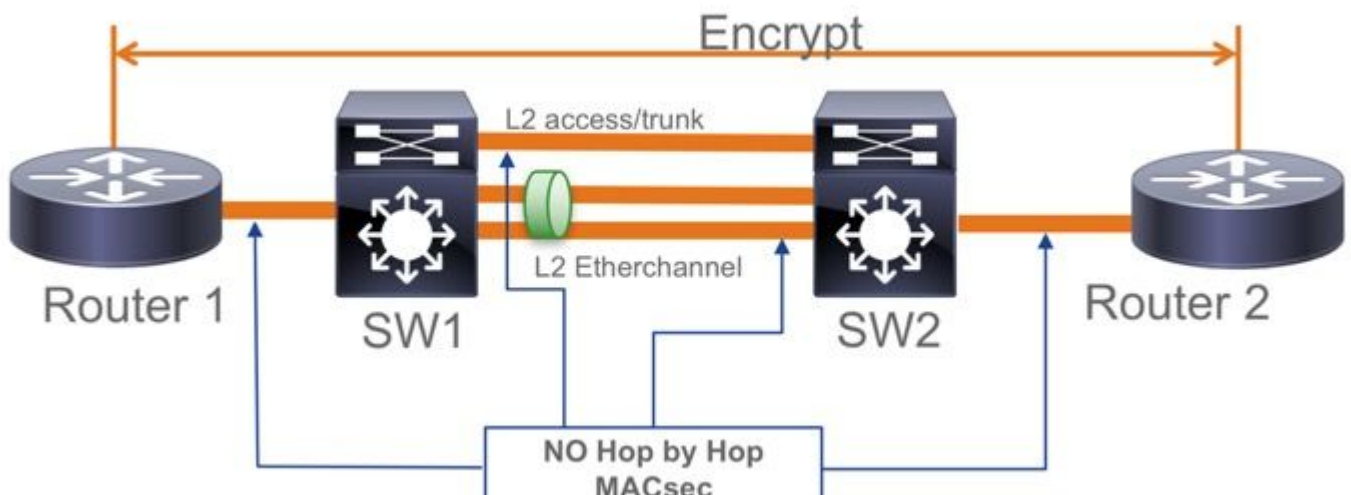 Encrypt
L2 access/trunk
L2 Etherchannel
Router 1
SW1
SW2
Router 2
NO Hop by Hop
MACsec